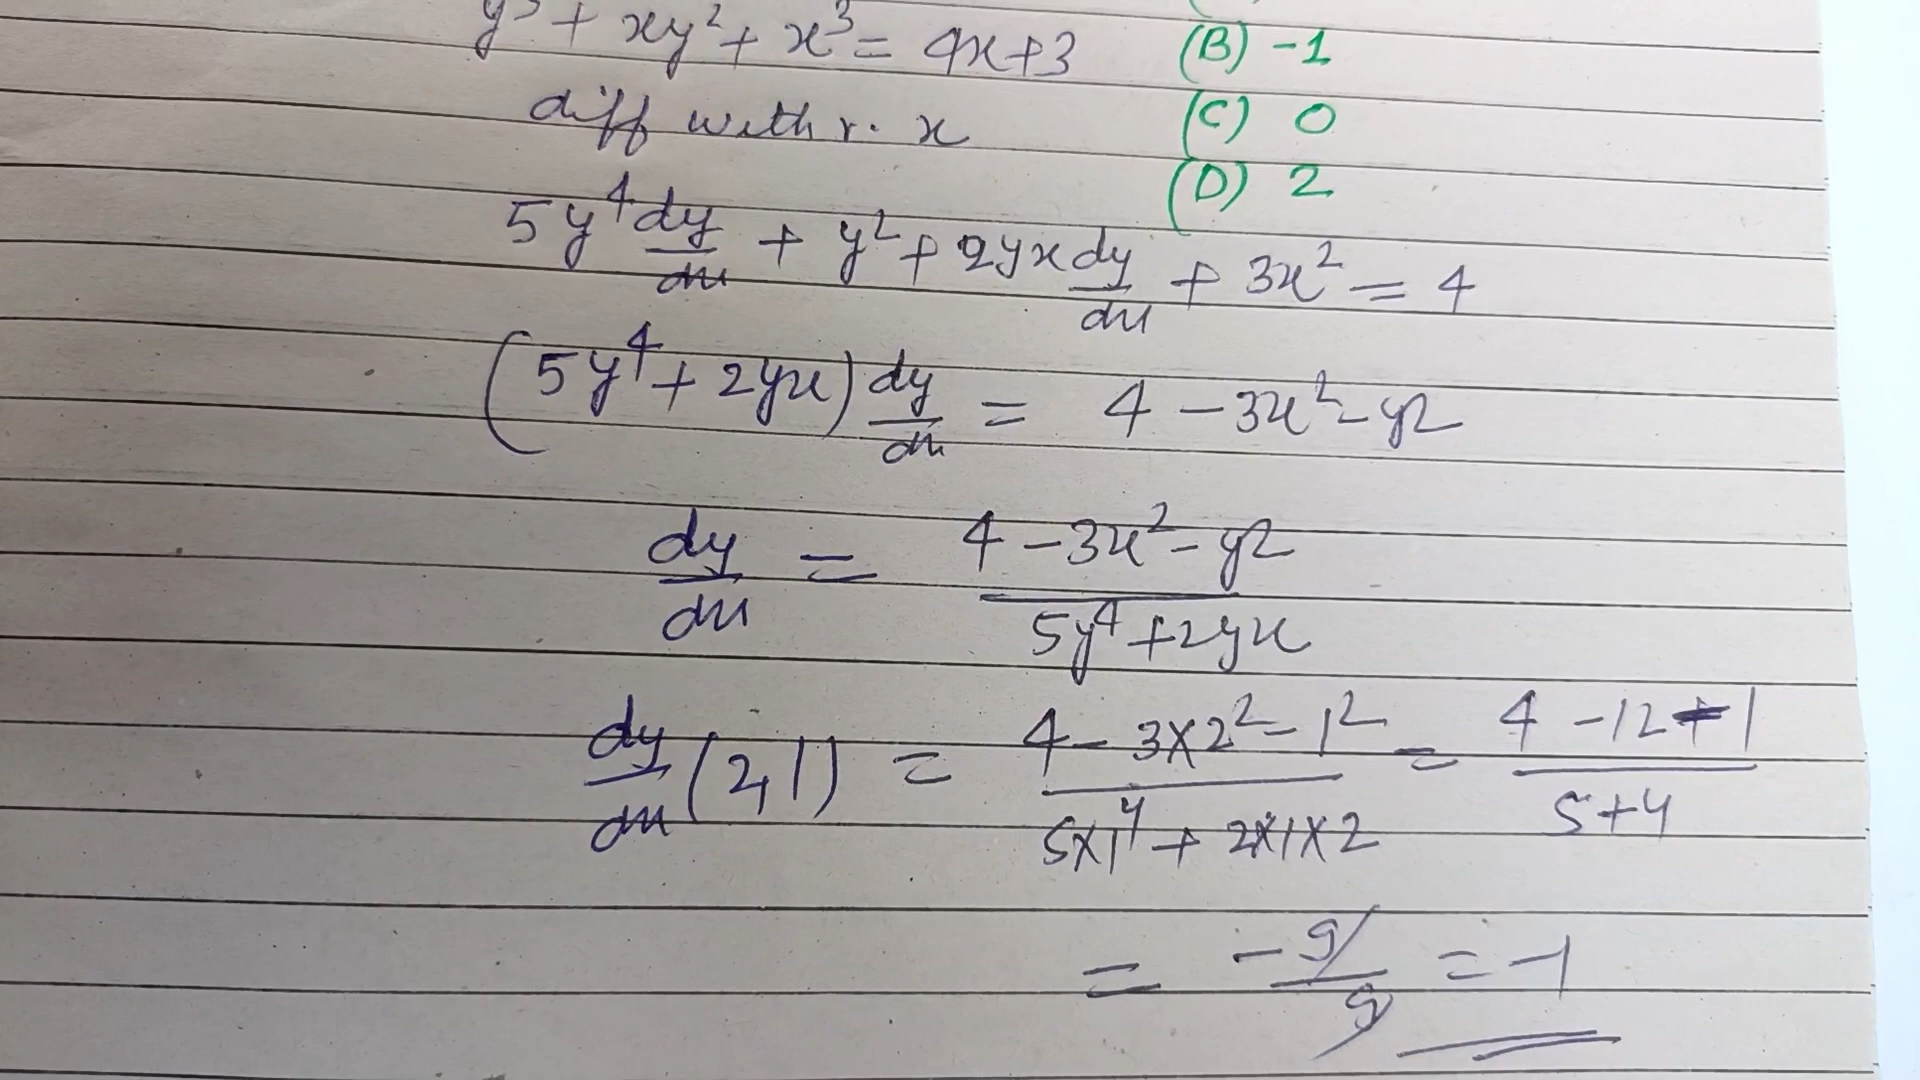 y⁵ + xy² + x³ = 4x+3
(B) -1
diff with r. x
(C) 0
(D) 2
5y⁴ dy/dx + y² + 2yx dy/dx + 3x² = 4
(5y⁴ + 2yx) dy/dx = 4 - 3x² - y2
dy/dx = (4 - 3x² - y2)/(5y⁴ + 2yx)
dy/dx (2,1) = (4 - 3×2² - 1²)/(5×1⁴ + 2×1×2) = (4 - 12 - 1)/(5+4)
= -9/9 = -1